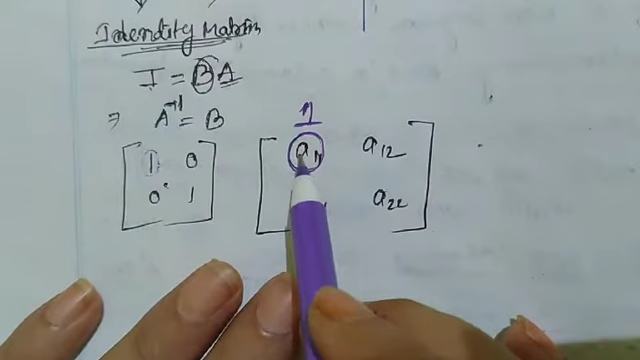 Identity Matrix
I = BA
⇒ A⁻¹ = B
1
1 0 a₁₁ a₁₂
0 1 a₂₂